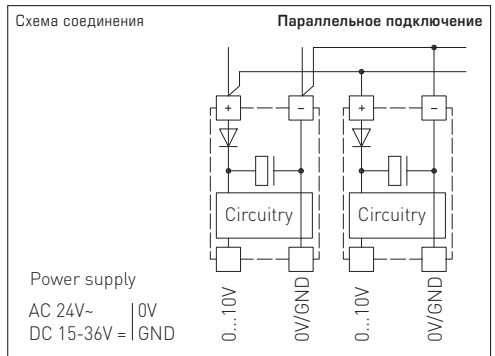 Схема соединения
Параллельное подключение
+ − + −
Circuitry
Circuitry
Power supply
AC 24V~ 0V
DC 15-36V = GND
0...10V
0V/GND
0...10V
0V/GND